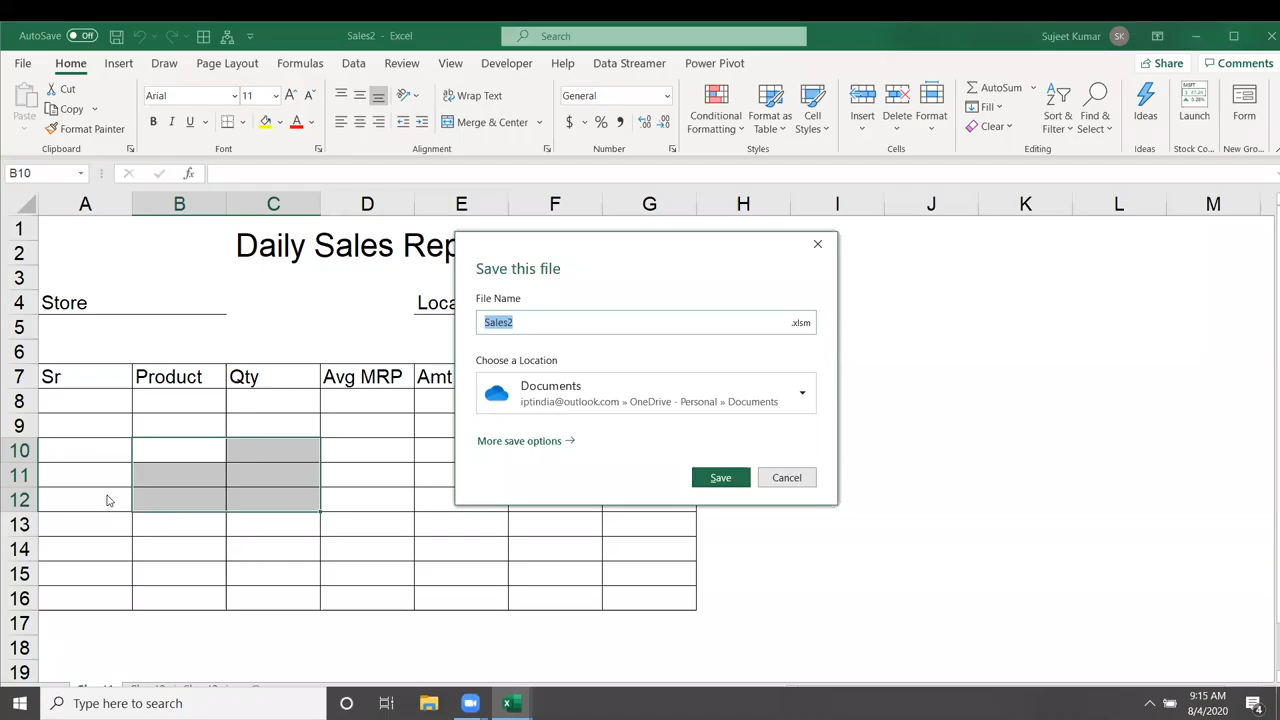 AutoSave Off
Sales2 - Excel
Search
Sujeet Kumar
SK
File Home Insert Draw Page Layout Formulas Data Review View Developer Help Data Streamer Power Pivot
Share Comments
Paste
Cut
Copy
Format Painter
Clipboard
Arial 11
B I U
Font
Wrap Text
Merge & Center
Alignment
General
$ % ,
Number
Conditional Formatting
Format as Table
Cell Styles
Styles
Insert Delete Format
Cells
AutoSum
Fill
Clear
Sort & Filter
Find & Select
Editing
Ideas
Ideas
Launch
Stock Co...
Form
New Gro...
B10
fx
A B C D E F G H I J K L M
1
2
3
4
5
6
7
8
9
10
11
12
13
14
15
16
17
18
19
Daily Sales Rep
Store
Loca
Sr Product Qty Avg MRP Amt
Save this file
File Name
Sales2 .xlsm
Choose a Location
Documents
iptindia@outlook.com » OneDrive - Personal » Documents
More save options
Save Cancel
Type here to search
9:15 AM
8/4/2020
4